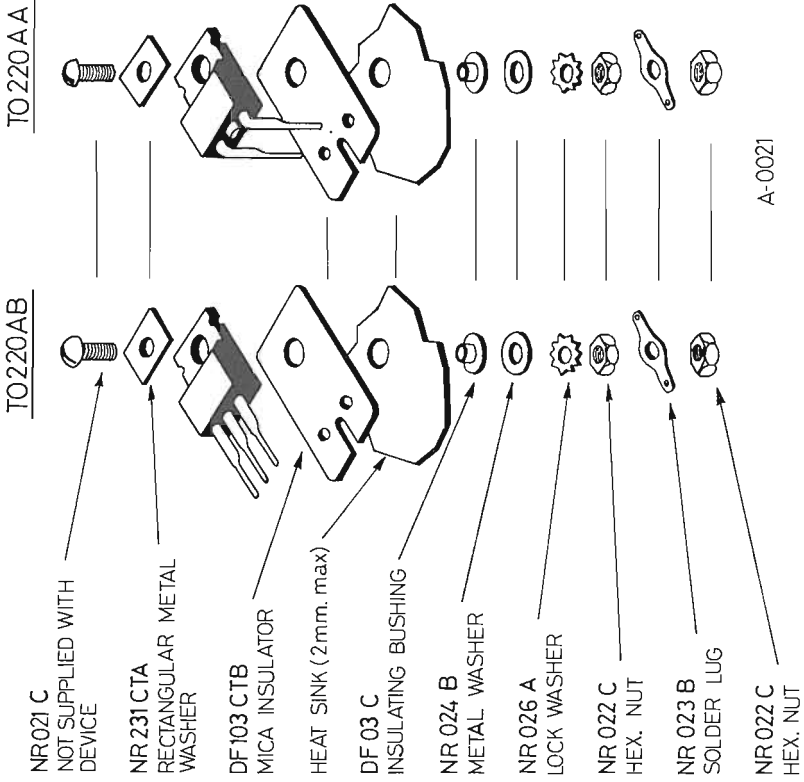 TO220AB
TO220AA
NR021 C
NOT SUPPLIED WITH
DEVICE
NR231 CTA
RECTANGULAR METAL
WASHER
DF103 CTB
MICA INSULATOR
HEAT SINK (2mm. max)
DF 03 C
INSULATING BUSHING
NR 024 B
METAL WASHER
NR 026 A
LOCK WASHER
NR 022 C
HEX. NUT
NR 023 B
SOLDER LUG
NR 022 C
HEX. NUT
A-0021